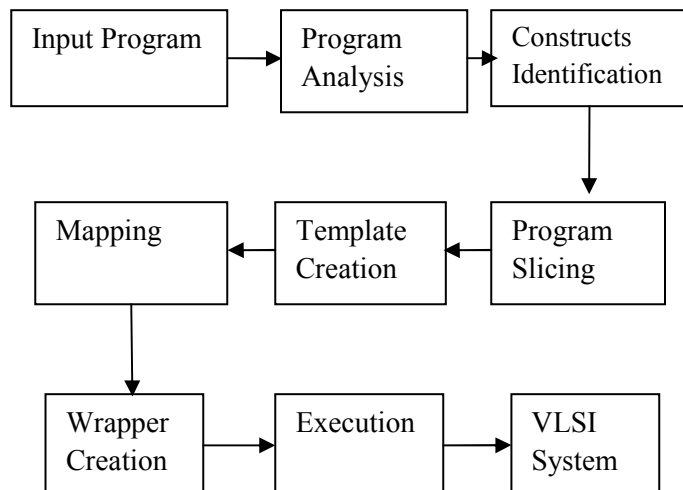 Input Program
Program
Analysis
Constructs
Identification
Mapping
Template
Creation
Program
Slicing
Wrapper
Creation
Execution
VLSI
System